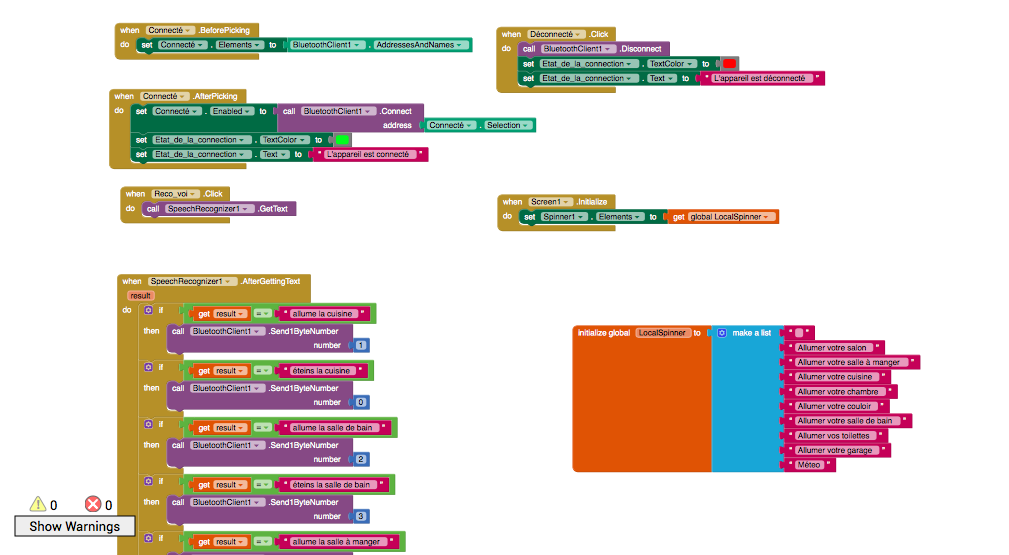 when Connecté .BeforePicking
do set Connecté . Elements to BluetoothClient1 . AddressesAndNames
when Déconnecté .Click
do call BluetoothClient1 .Disconnect
set Etat_de_la_connection . TextColor to
set Etat_de_la_connection . Text to " L'appareil est déconnecté "
when Connecté .AfterPicking
do set Connecté . Enabled to call BluetoothClient1 .Connect
address Connecté . Selection
set Etat_de_la_connection . TextColor to
set Etat_de_la_connection . Text to " L'appareil est connecté "
when Reco_voi .Click
do call SpeechRecognizer1 .GetText
when Screen1 .Initialize
do set Spinner1 . Elements to get global LocalSpinner
when SpeechRecognizer1 .AfterGettingText
result
do if get result = " allume la cuisine "
then call BluetoothClient1 .Send1ByteNumber
number 1
if get result = " éteins la cuisine "
then call BluetoothClient1 .Send1ByteNumber
number 0
if get result = " allume la salle de bain "
then call BluetoothClient1 .Send1ByteNumber
number 2
if get result = " éteins la salle de bain "
then call BluetoothClient1 .Send1ByteNumber
number 3
if get result = " allume la salle à manger "
initialize global LocalSpinner to make a list " "
" Allumer votre salon "
" Allumer votre salle à manger "
" Allumer votre cuisine "
" Allumer votre chambre "
" Allumer votre couloir "
" Allumer votre salle de bain "
" Allumer vos toilettes "
" Allumer votre garage "
" Méteo "
0 0
Show Warnings